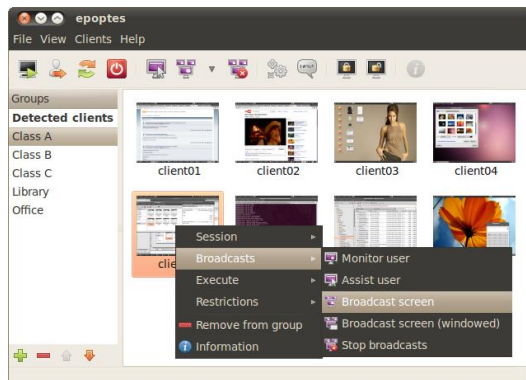 epoptes
File View Clients Help
Groups
Detected clients
Class A
Class B
Class C
Library
Office
client01 client02 client03 client04
clie
Session
Broadcasts
Execute
Restrictions
Remove from group
Information
Monitor user
Assist user
Broadcast screen
Broadcast screen (windowed)
Stop broadcasts